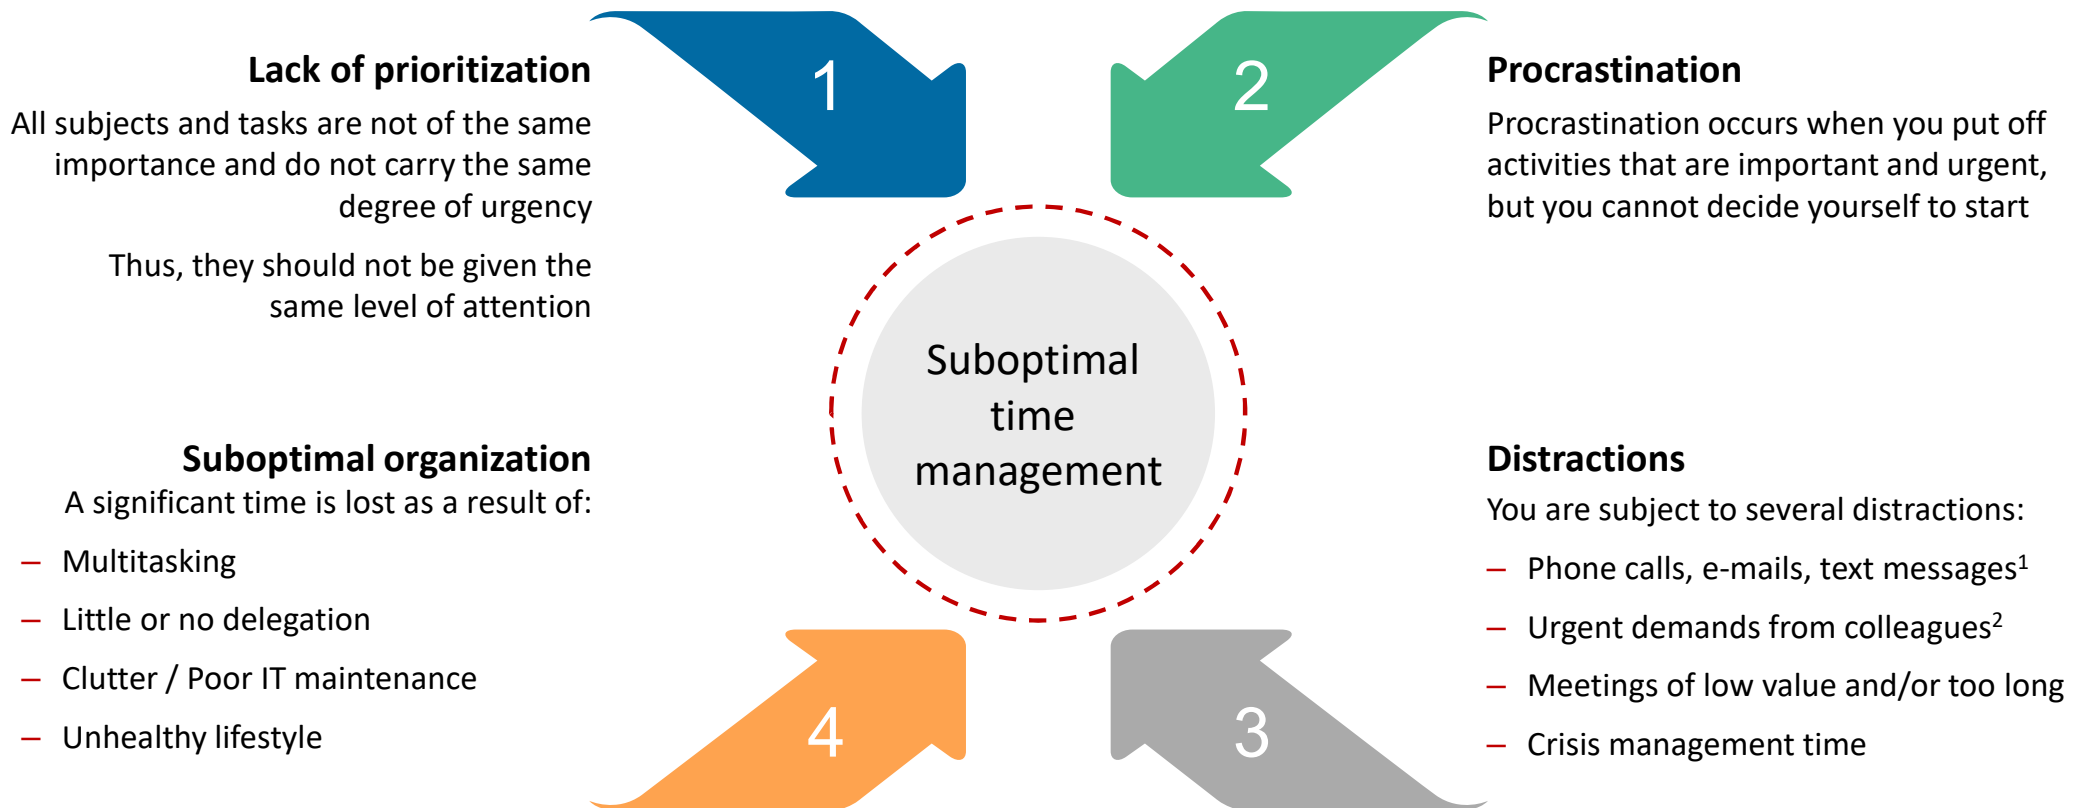 1
Lack of prioritization
All subjects and tasks are not of the same
importance and do not carry the same
degree of urgency
Thus, they should not be given the
same level of attention
2
Procrastination
Procrastination occurs when you put off
activities that are important and urgent,
but you cannot decide yourself to start
Suboptimal
time
management
Suboptimal organization
A significant time is lost as a result of:
– Multitasking
– Little or no delegation
– Clutter / Poor IT maintenance
– Unhealthy lifestyle
4
3
Distractions
You are subject to several distractions:
– Phone calls, e-mails, text messages¹
– Urgent demands from colleagues²
– Meetings of low value and/or too long
– Crisis management time